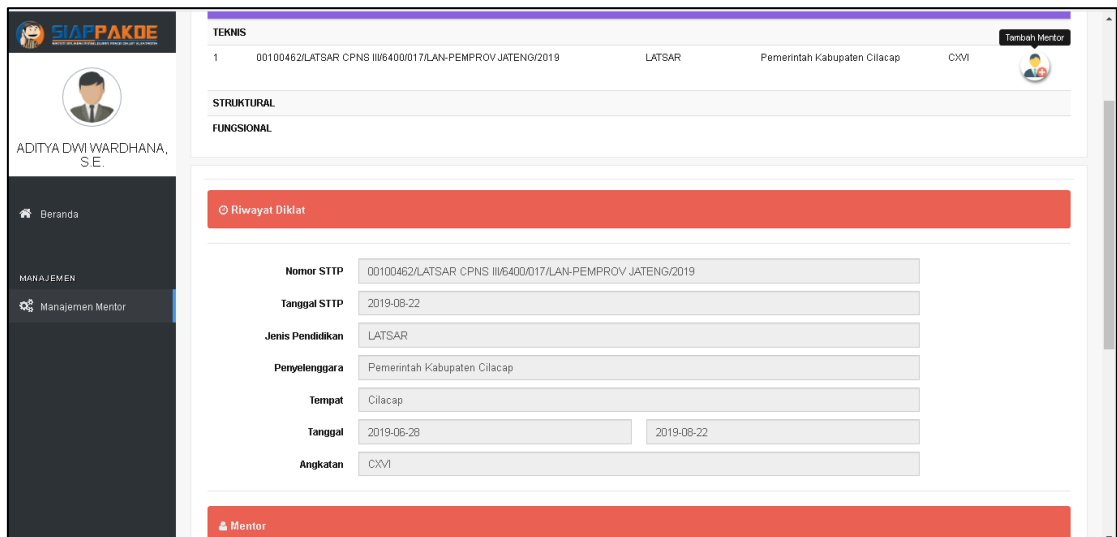 SIAPPAKDE
TEKNIS
Tambah Mentor
1 00100462/LATSAR CPNS III/6400/017/LAN-PEMPROV JATENG/2019 LATSAR Pemerintah Kabupaten Cilacap CXVI
STRUKTURAL
FUNGSIONAL
ADITYA DWI WARDHANA,
S.E.
Beranda
MANAJEMEN
Manajemen Mentor
Riwayat Diklat
Nomor STTP 00100462/LATSAR CPNS III/6400/017/LAN-PEMPROV JATENG/2019
Tanggal STTP 2019-08-22
Jenis Pendidikan LATSAR
Penyelenggara Pemerintah Kabupaten Cilacap
Tempat Cilacap
Tanggal 2019-06-28 2019-08-22
Angkatan CXVI
Mentor